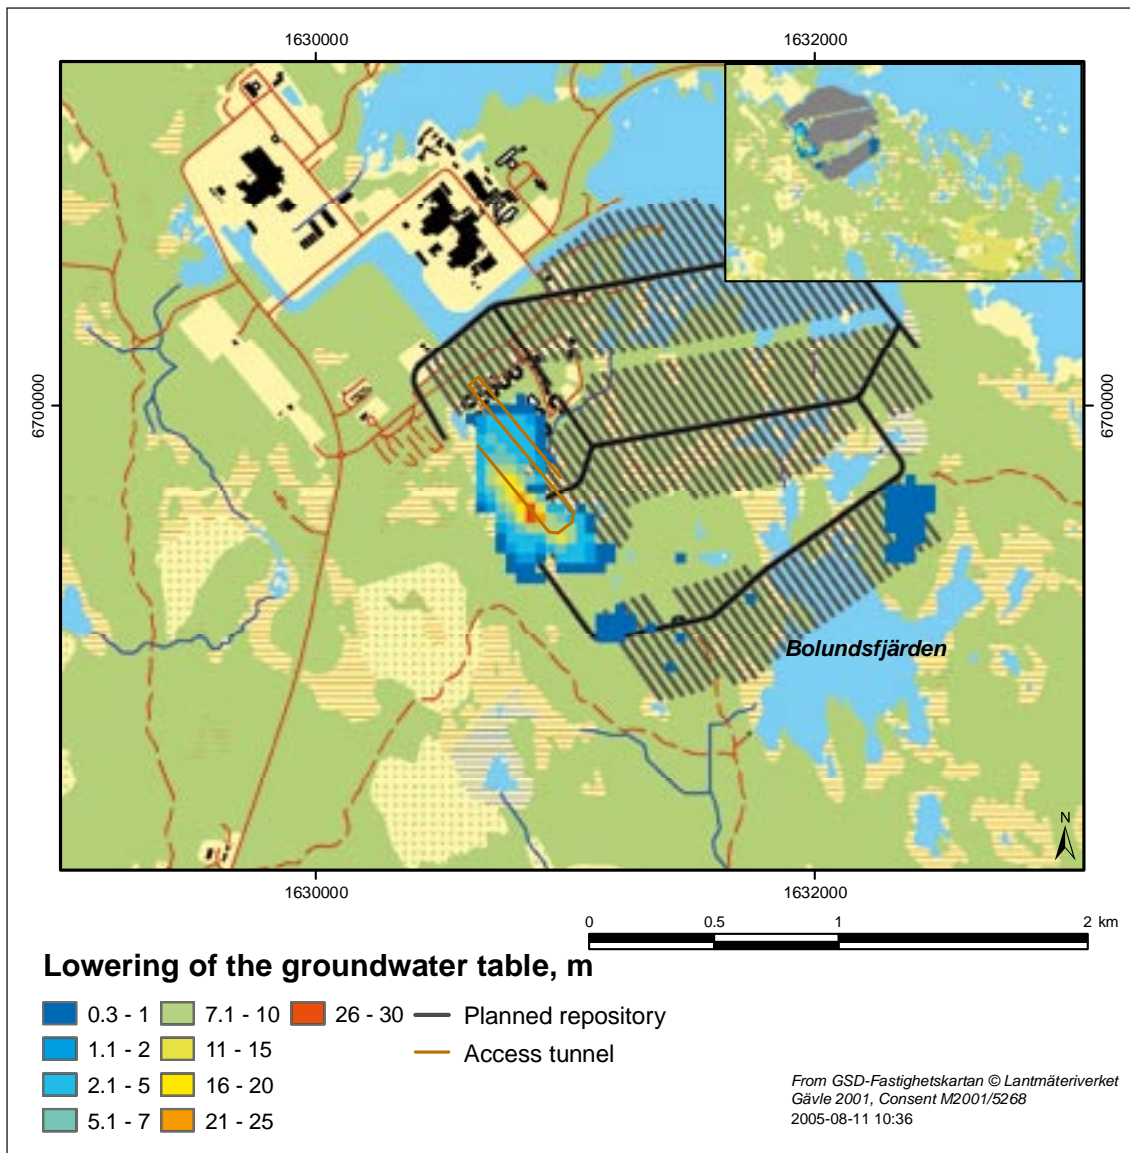 1630000
1632000
6700000
6700000
Bolundsfjärden
N
1630000
1632000
0
0.5
1
2 km
Lowering of the groundwater table, m
0.3 - 1
7.1 - 10
26 - 30
Planned repository
1.1 - 2
11 - 15
Access tunnel
2.1 - 5
16 - 20
5.1 - 7
21 - 25
From GSD-Fastighetskartan © Lantmäteriverket
Gävle 2001, Consent M2001/5268
2005-08-11 10:36